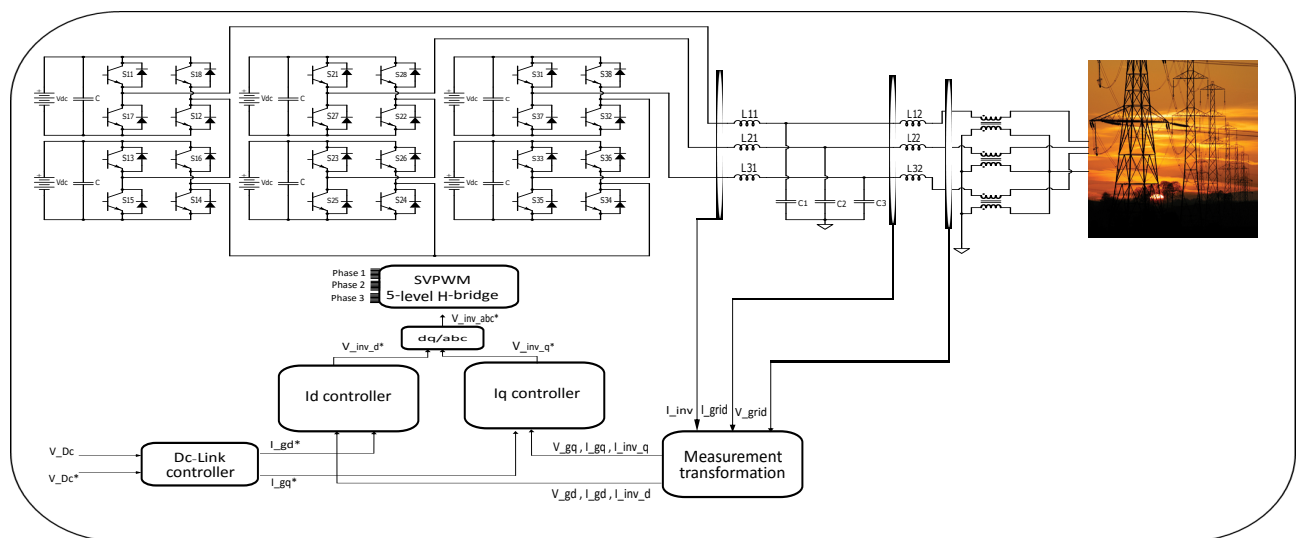 S11
S18
S21
S28
S31
S38
Vdc
C
Vdc
C
Vdc
C
S17
S12
S27
S22
S37
S32
L11
L12
L21
L22
L31
L32
S13
S16
S23
S26
S33
S36
Vdc
C
Vdc
C
Vdc
C
S15
S14
S25
S24
S35
S34
C1
C2
C3
Phase 1
Phase 2
Phase 3
SVPWM
5-level H-bridge
V_inv_abc*
dq/abc
V_inv_d*
V_inv_q*
Id controller
Iq controller
I_inv
I_grid
V_grid
I_gd*
V_Dc
V_Dc*
Dc-Link
controller
I_gq*
V_gq , I_gq , I_inv_q
Measurement
transformation
V_gd , I_gd , I_inv_d